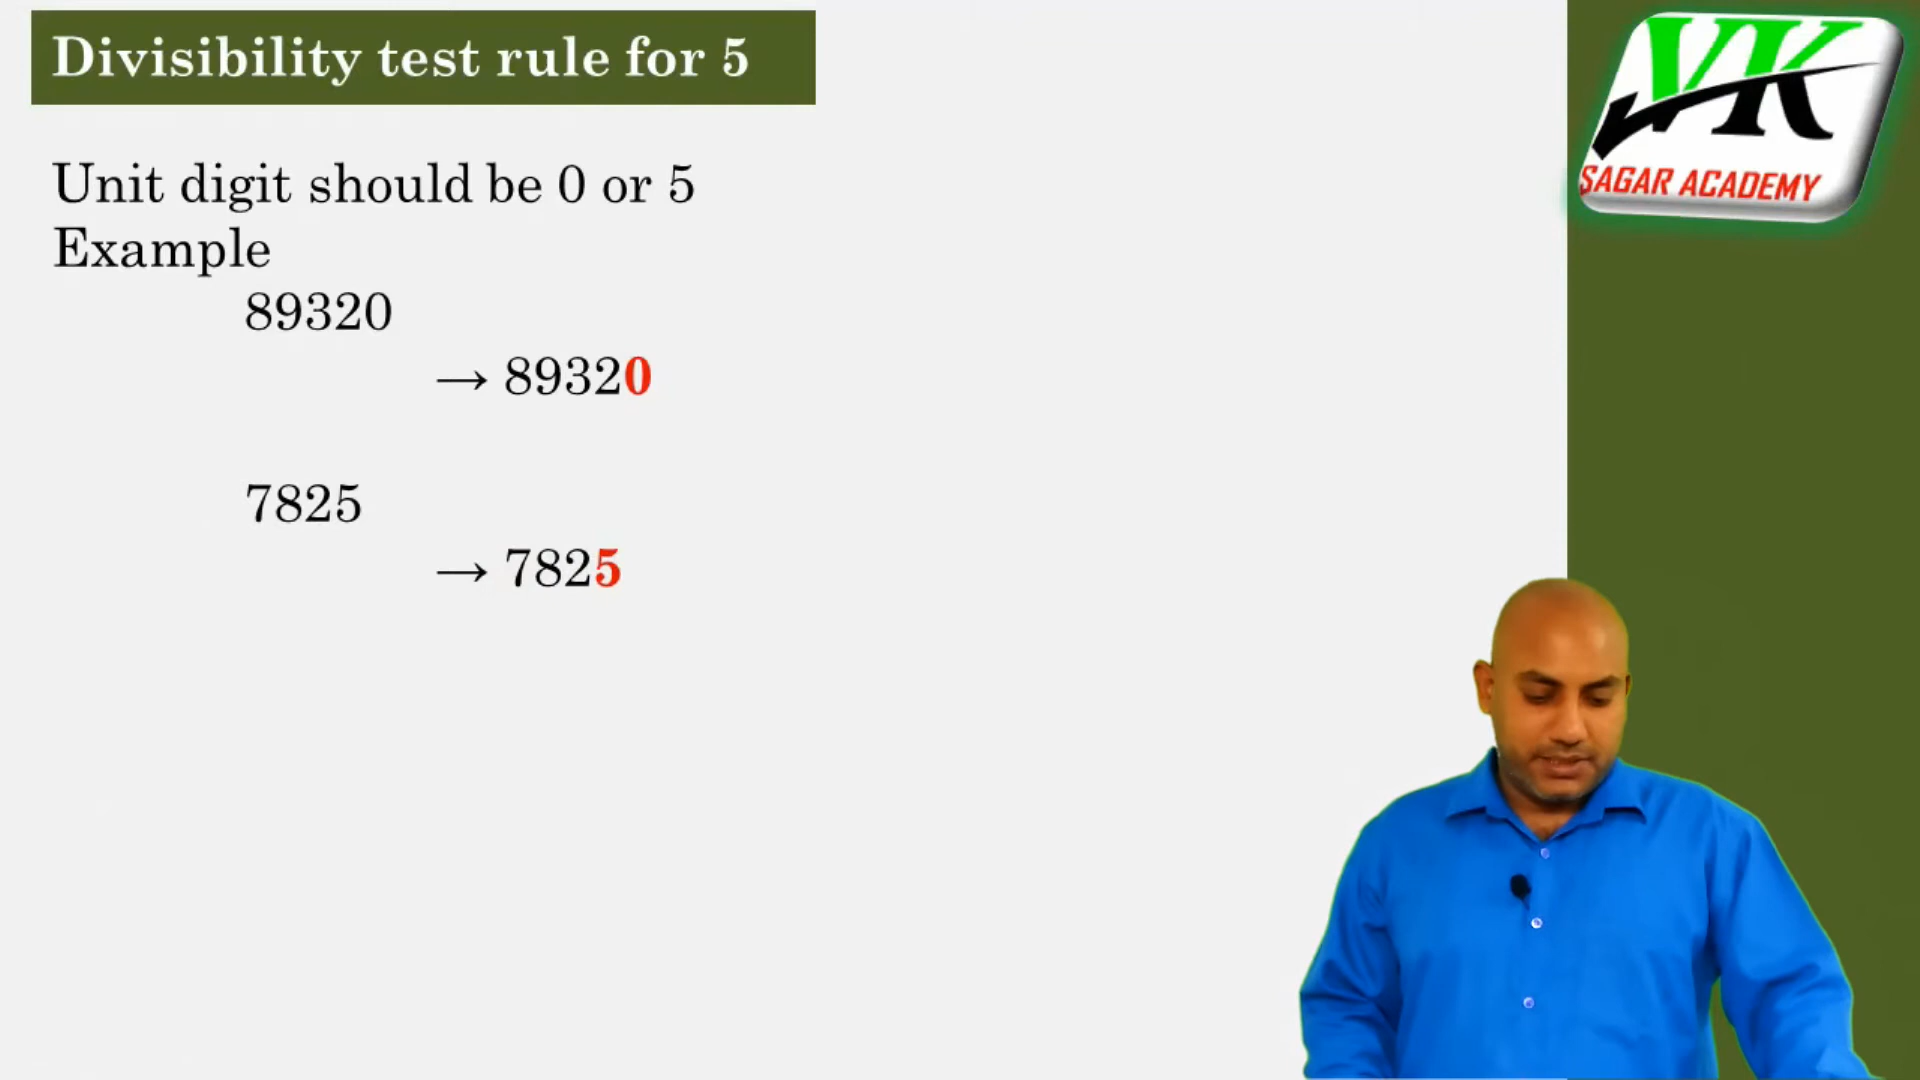 Divisibility test rule for 5
Unit digit should be 0 or 5
Example
89320
→ 89320
7825
→ 7825
VK
SAGAR ACADEMY